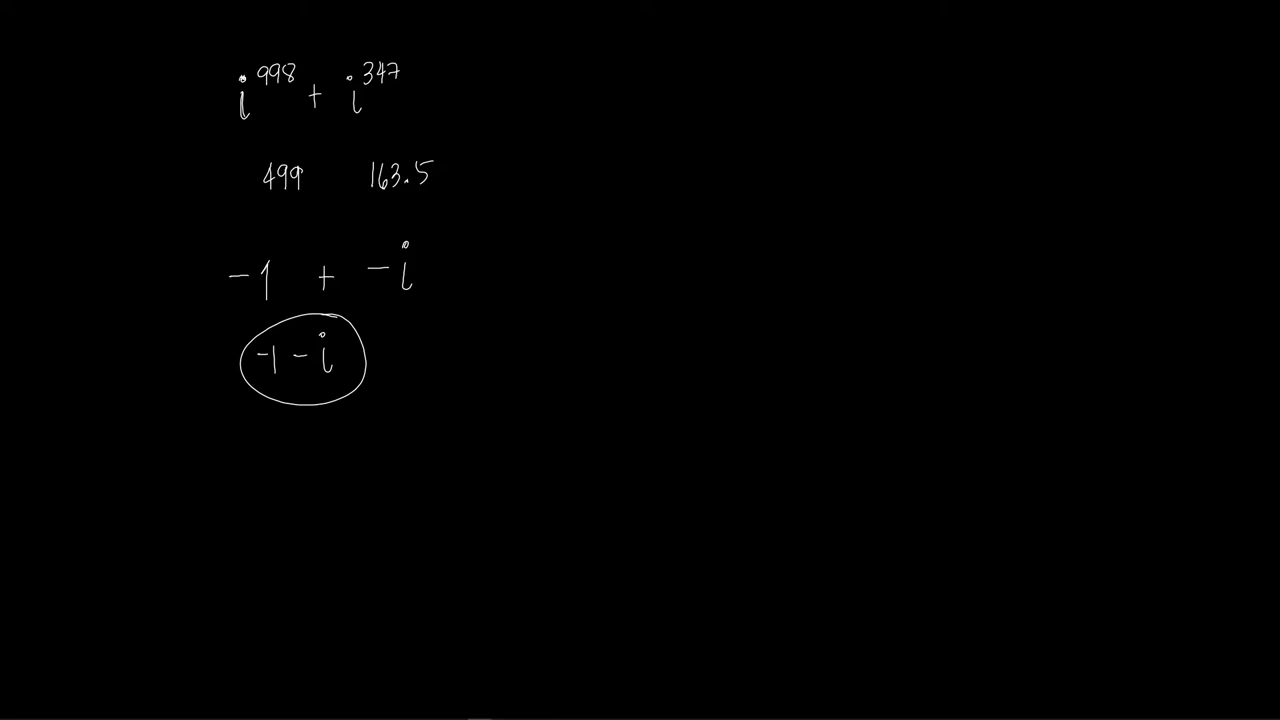 i^998 + i^347
499 163.5
-1 + -i
-1 - i